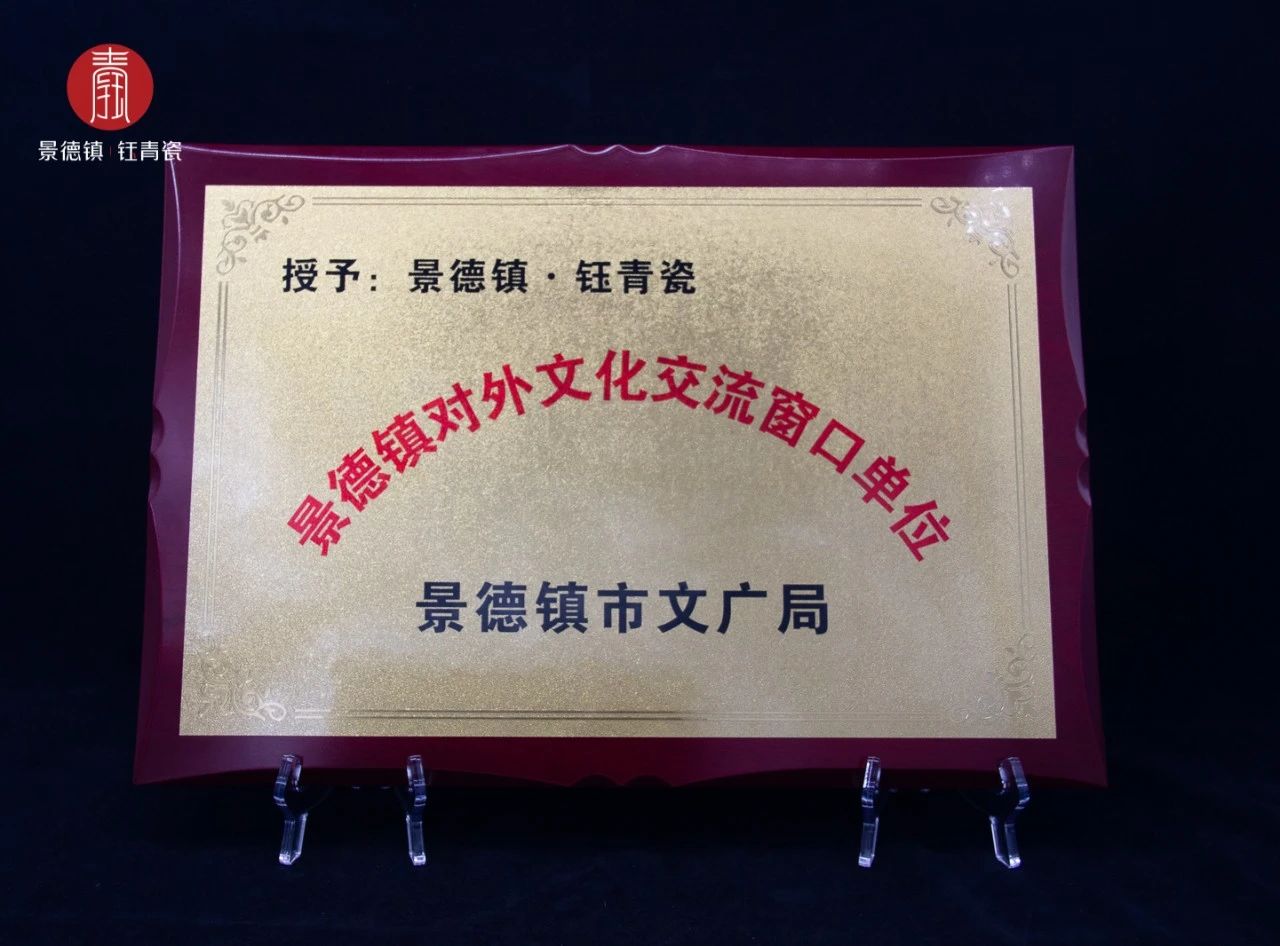 景德镇 钰青瓷
授予：景德镇·钰青瓷
景德镇对外文化交流窗口单位
景德镇市文广局